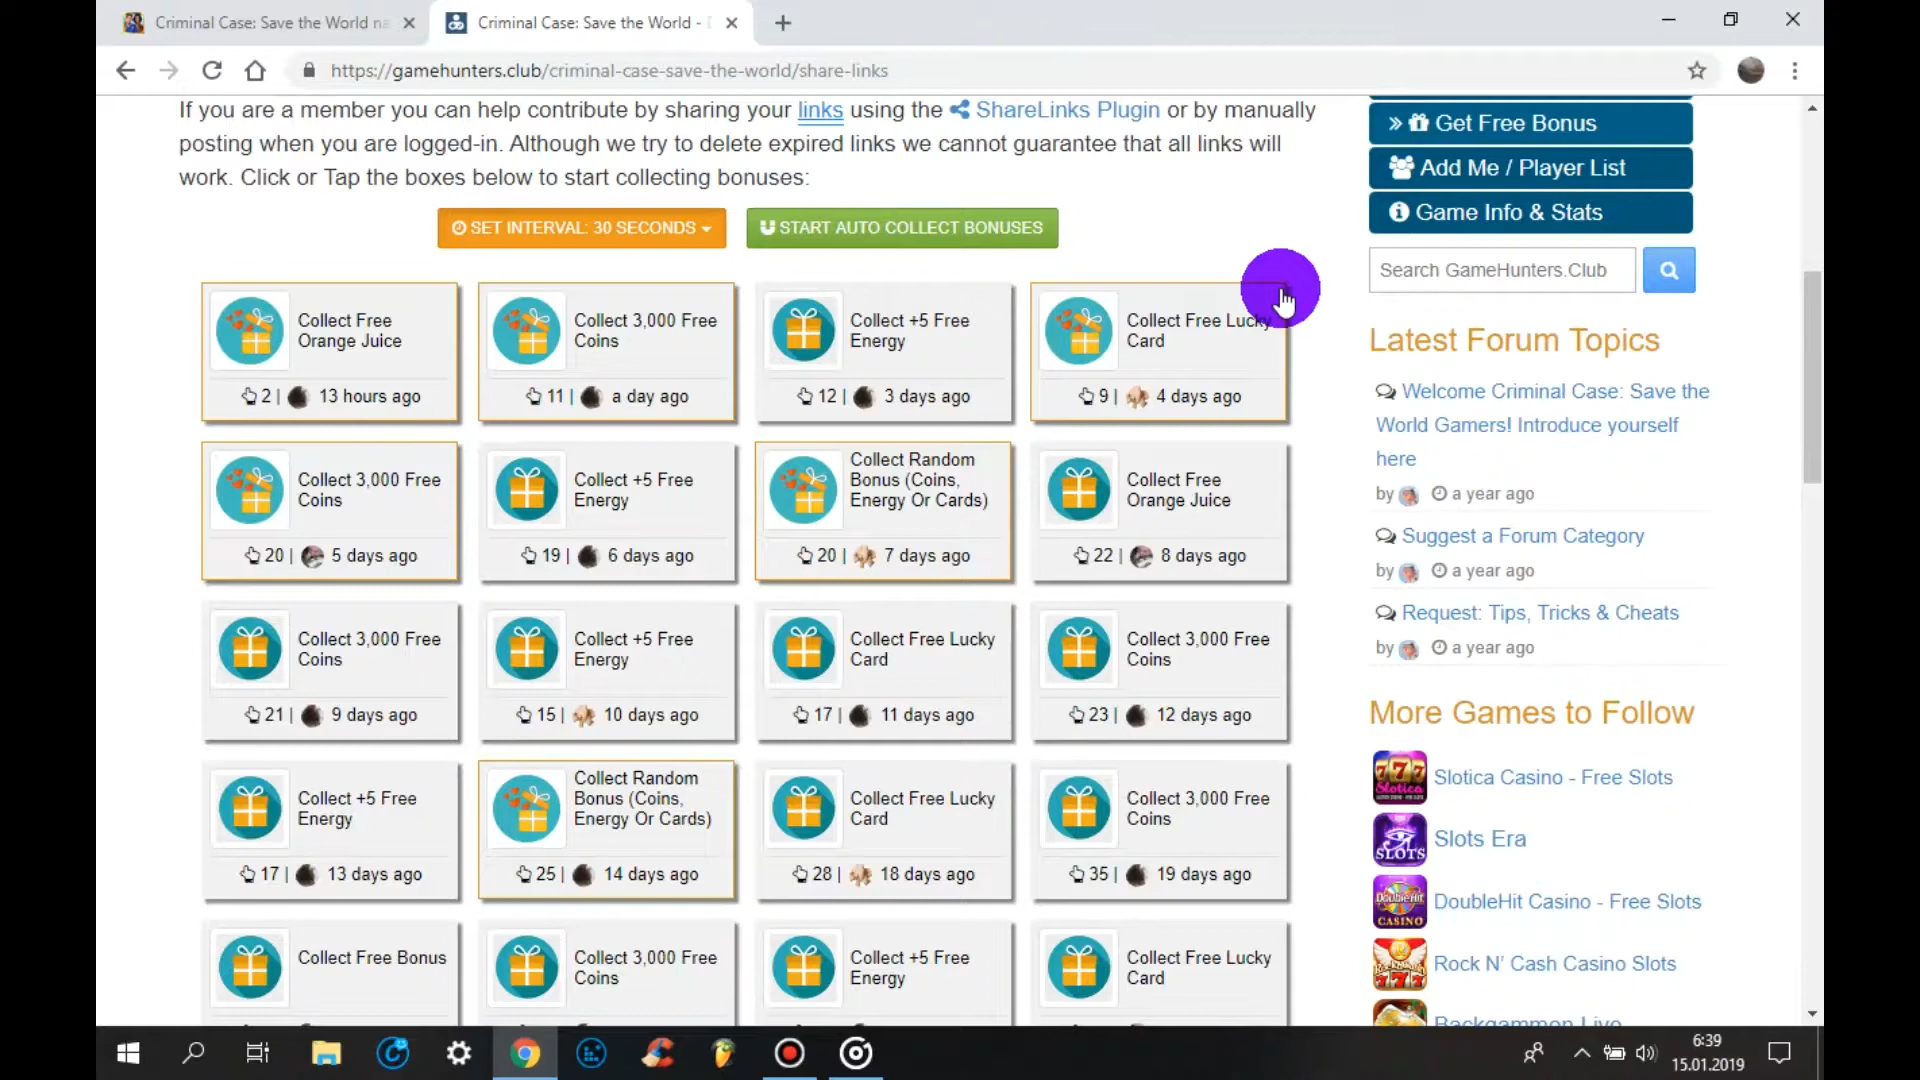 Criminal Case: Save the World na
Criminal Case: Save the World -
https://gamehunters.club/criminal-case-save-the-world/share-links
If you are a member you can help contribute by sharing your links using the ShareLinks Plugin or by manually
posting when you are logged-in. Although we try to delete expired links we cannot guarantee that all links will
work. Click or Tap the boxes below to start collecting bonuses:
SET INTERVAL: 30 SECONDS
START AUTO COLLECT BONUSES
Collect Free
Orange Juice
2 | 13 hours ago
Collect 3,000 Free
Coins
11 | a day ago
Collect +5 Free
Energy
12 | 3 days ago
Collect Free Lucky
Card
9 | 4 days ago
Collect 3,000 Free
Coins
20 | 5 days ago
Collect +5 Free
Energy
19 | 6 days ago
Collect Random
Bonus (Coins,
Energy Or Cards)
20 | 7 days ago
Collect Free
Orange Juice
22 | 8 days ago
Collect 3,000 Free
Coins
21 | 9 days ago
Collect +5 Free
Energy
15 | 10 days ago
Collect Free Lucky
Card
17 | 11 days ago
Collect 3,000 Free
Coins
23 | 12 days ago
Collect +5 Free
Energy
17 | 13 days ago
Collect Random
Bonus (Coins,
Energy Or Cards)
25 | 14 days ago
Collect Free Lucky
Card
28 | 18 days ago
Collect 3,000 Free
Coins
35 | 19 days ago
Collect Free Bonus
Collect 3,000 Free
Coins
Collect +5 Free
Energy
Collect Free Lucky
Card
Get Free Bonus
Add Me / Player List
Game Info & Stats
Search GameHunters.Club
Latest Forum Topics
Welcome Criminal Case: Save the
World Gamers! Introduce yourself
here
by a year ago
Suggest a Forum Category
by a year ago
Request: Tips, Tricks & Cheats
by a year ago
More Games to Follow
Slotica Casino - Free Slots
Slots Era
DoubleHit Casino - Free Slots
Rock N' Cash Casino Slots
Backgammon Live
6:39
15.01.2019